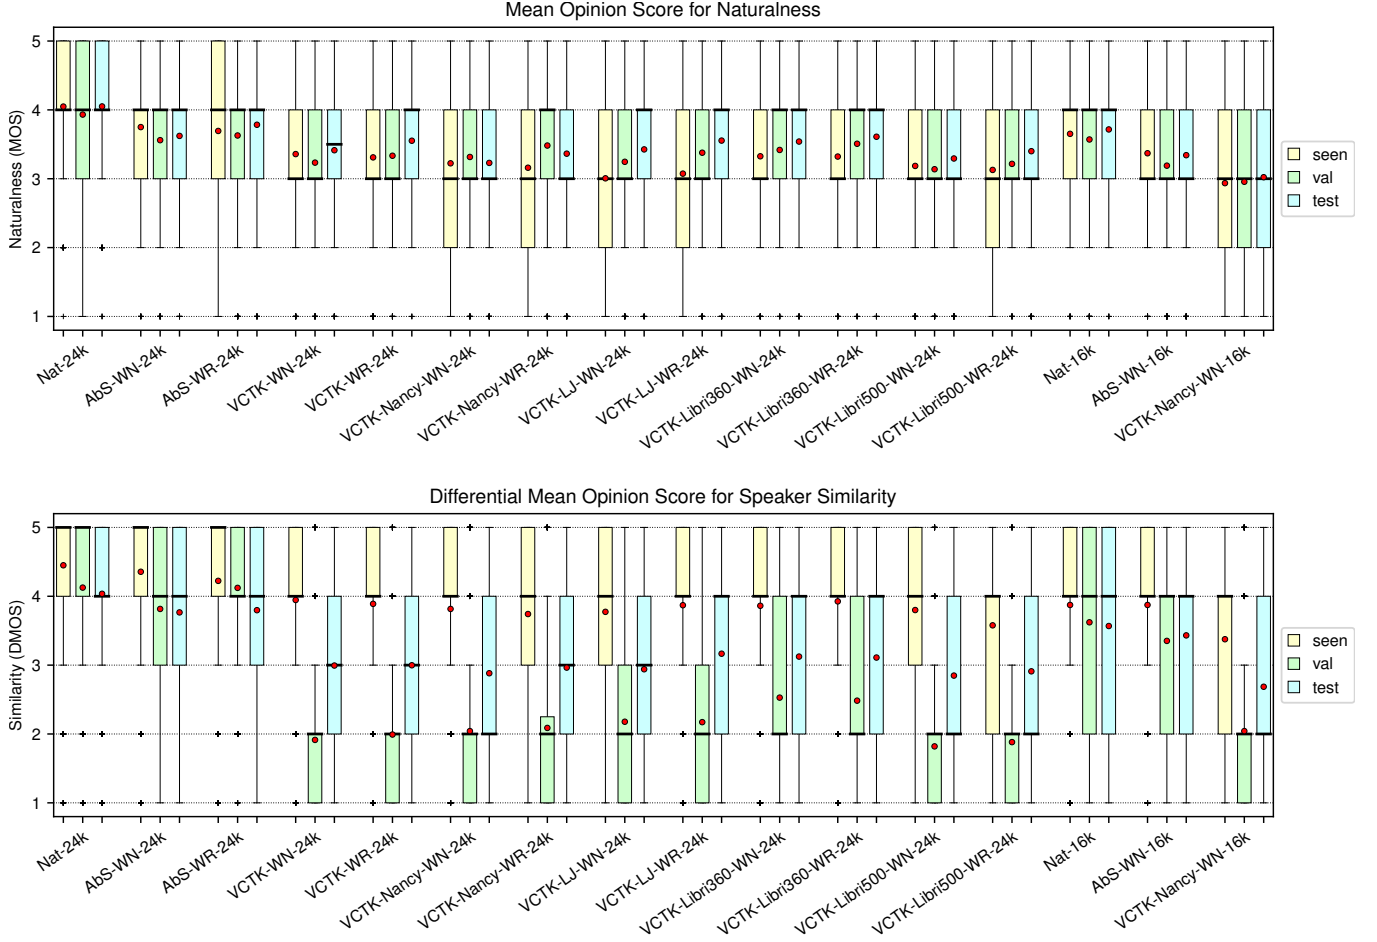 Mean Opinion Score for Naturalness
Naturalness (MOS)
5
4
3
2
1
seen
val
test
Nat-24k
AbS-WN-24k
AbS-WR-24k
VCTK-WN-24k
VCTK-WR-24k
VCTK-Nancy-WN-24k
VCTK-Nancy-WR-24k
VCTK-LJ-WN-24k
VCTK-LJ-WR-24k
VCTK-Libri360-WN-24k
VCTK-Libri360-WR-24k
VCTK-Libri500-WN-24k
VCTK-Libri500-WR-24k
Nat-16k
AbS-WN-16k
VCTK-Nancy-WN-16k
Differential Mean Opinion Score for Speaker Similarity
Similarity (DMOS)
5
4
3
2
1
seen
val
test
Nat-24k
AbS-WN-24k
AbS-WR-24k
VCTK-WN-24k
VCTK-WR-24k
VCTK-Nancy-WN-24k
VCTK-Nancy-WR-24k
VCTK-LJ-WN-24k
VCTK-LJ-WR-24k
VCTK-Libri360-WN-24k
VCTK-Libri360-WR-24k
VCTK-Libri500-WN-24k
VCTK-Libri500-WR-24k
Nat-16k
AbS-WN-16k
VCTK-Nancy-WN-16k